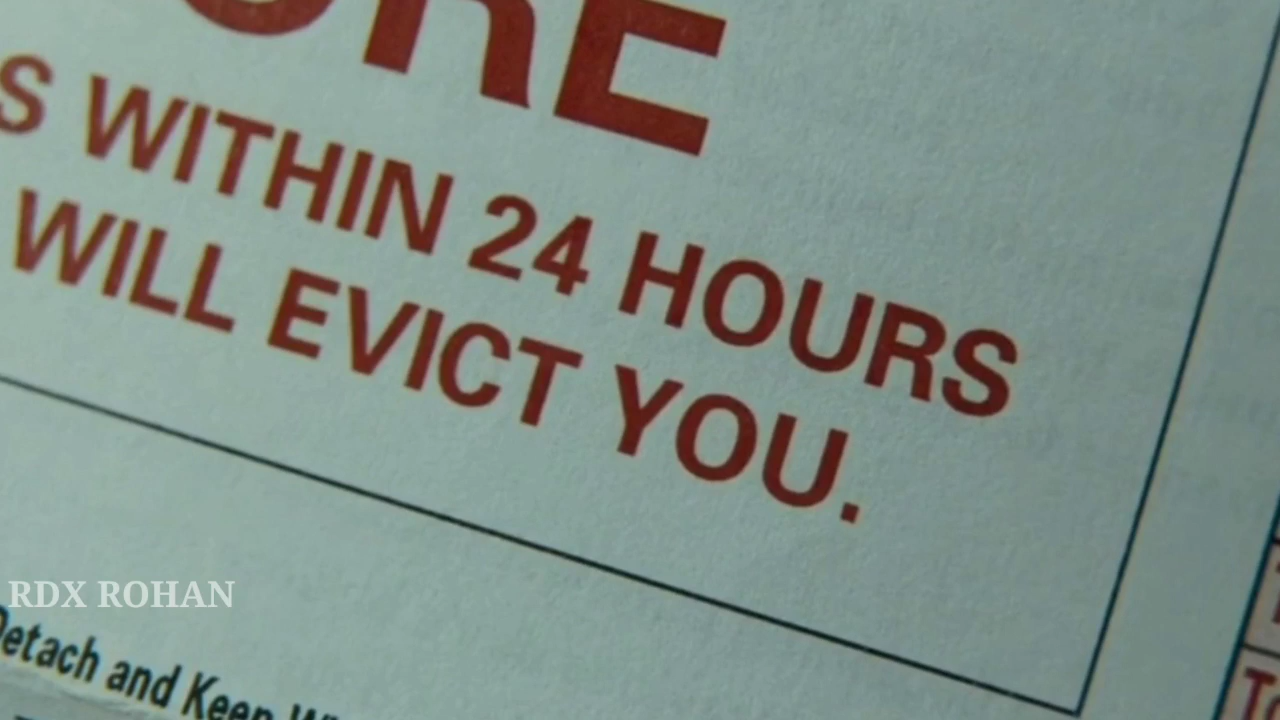 S WITHIN 24 HOURS
WILL EVICT YOU.
RDX ROHAN
Detach and Keep